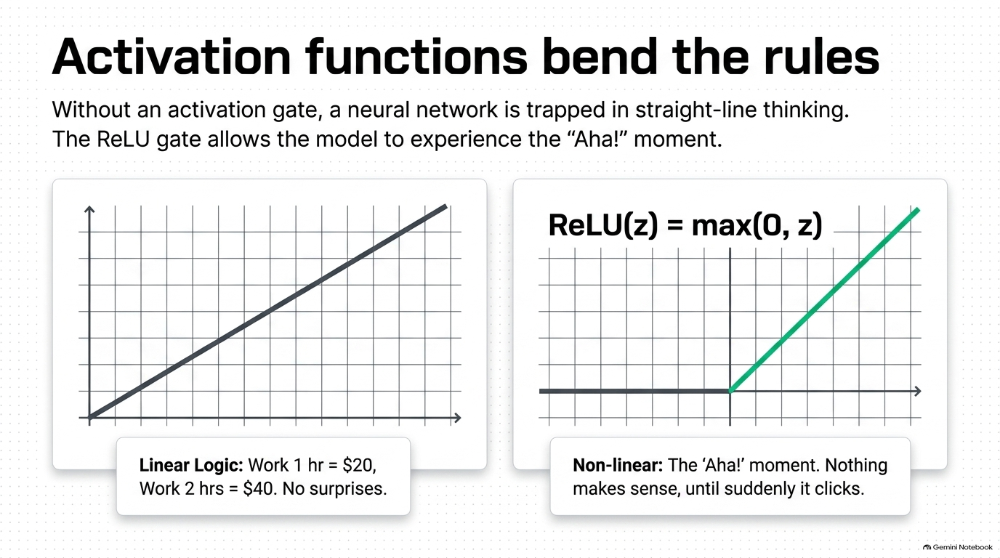 Activation functions bend the rules
Without an activation gate, a neural network is trapped in straight-line thinking.
The ReLU gate allows the model to experience the “Aha!” moment.
ReLU(z) = max(0, z)
Linear Logic: Work 1 hr = $20,
Work 2 hrs = $40. No surprises.
Non-linear: The ‘Aha!’ moment. Nothing
makes sense, until suddenly it clicks.
Gemini Notebook